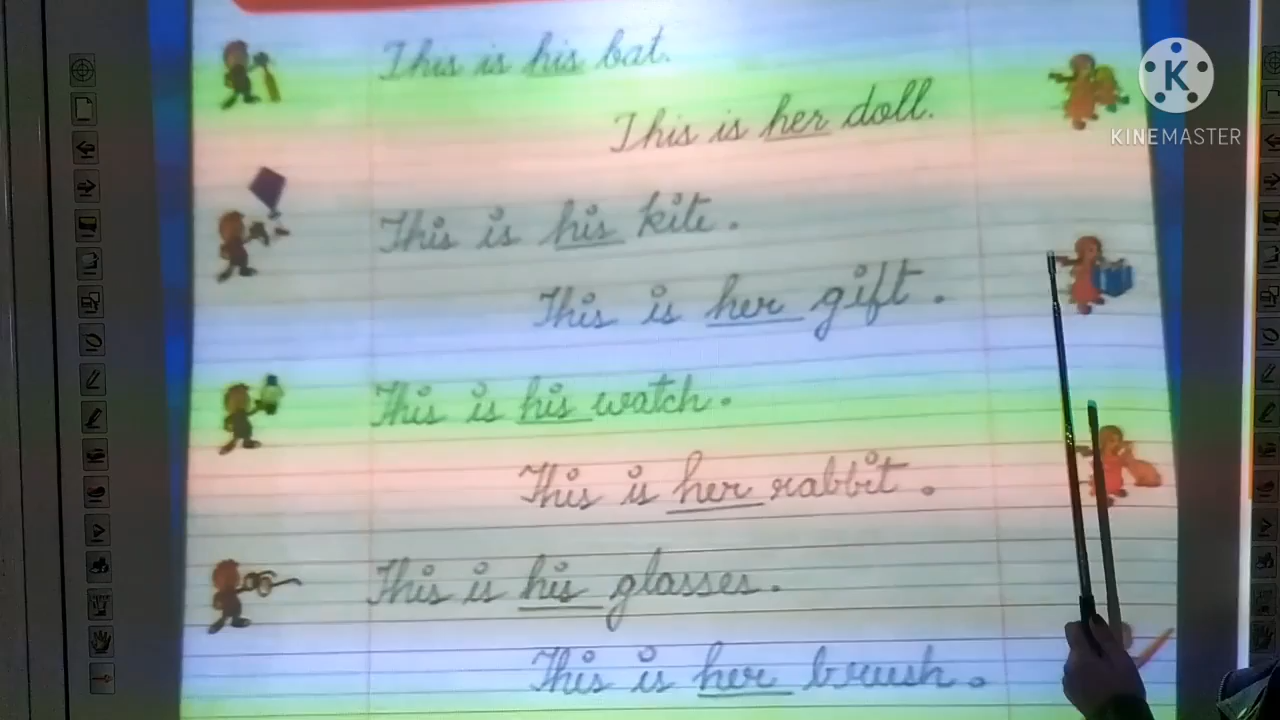 This is his bat.
This is her doll.
This is his kite.
This is her gift.
This is his watch.
This is her rabbit.
This is his glasses.
This is her brush.
K
KINEMASTER